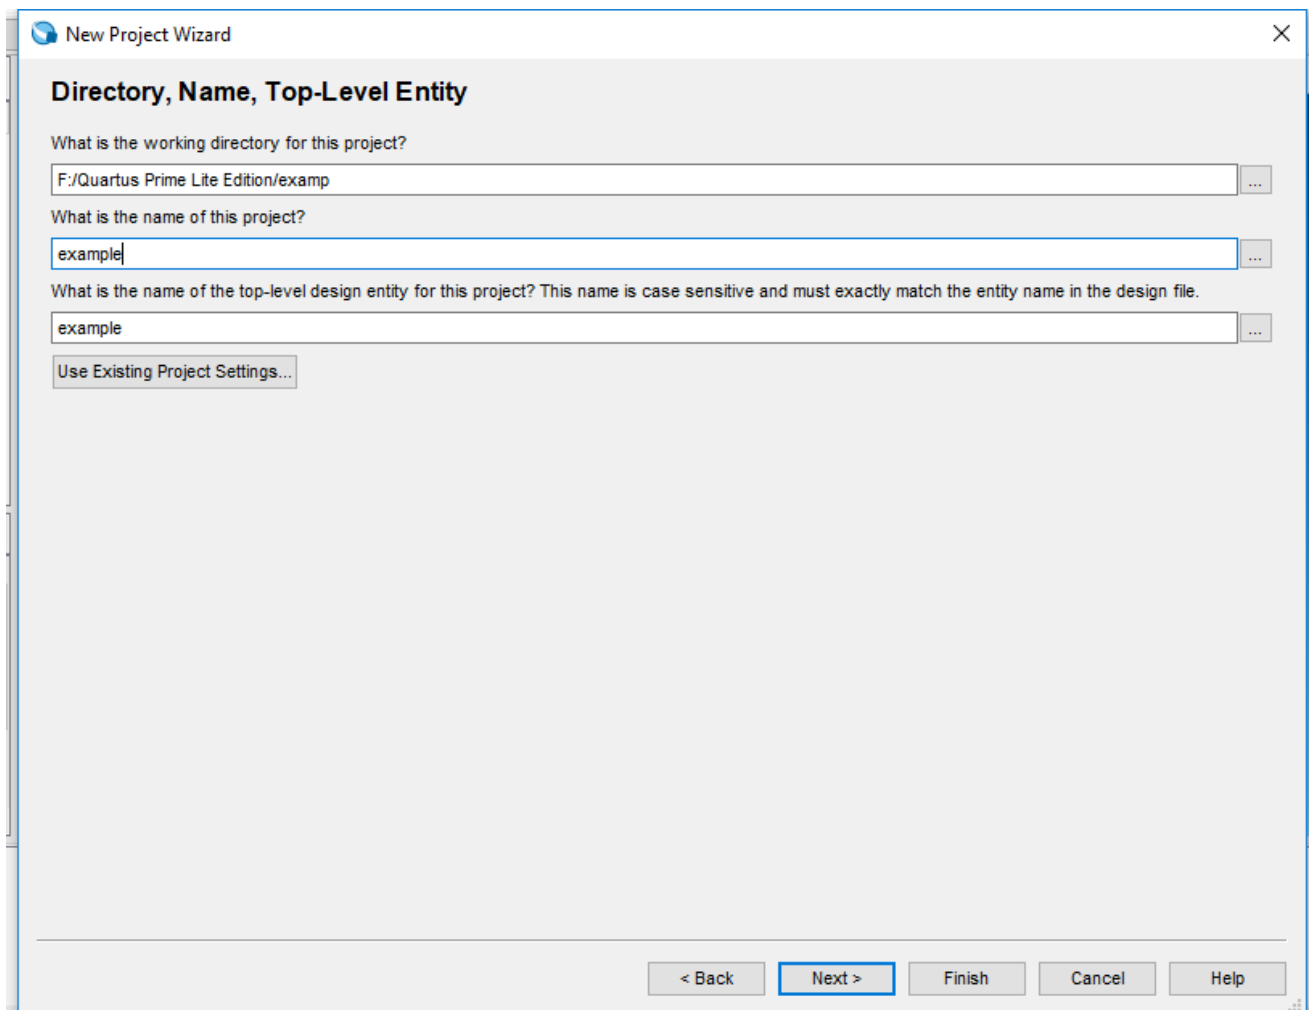 New Project Wizard
Directory, Name, Top-Level Entity
What is the working directory for this project?
F:/Quartus Prime Lite Edition/examp
...
What is the name of this project?
example
...
What is the name of the top-level design entity for this project? This name is case sensitive and must exactly match the entity name in the design file.
example
...
Use Existing Project Settings...
< Back
Next >
Finish
Cancel
Help